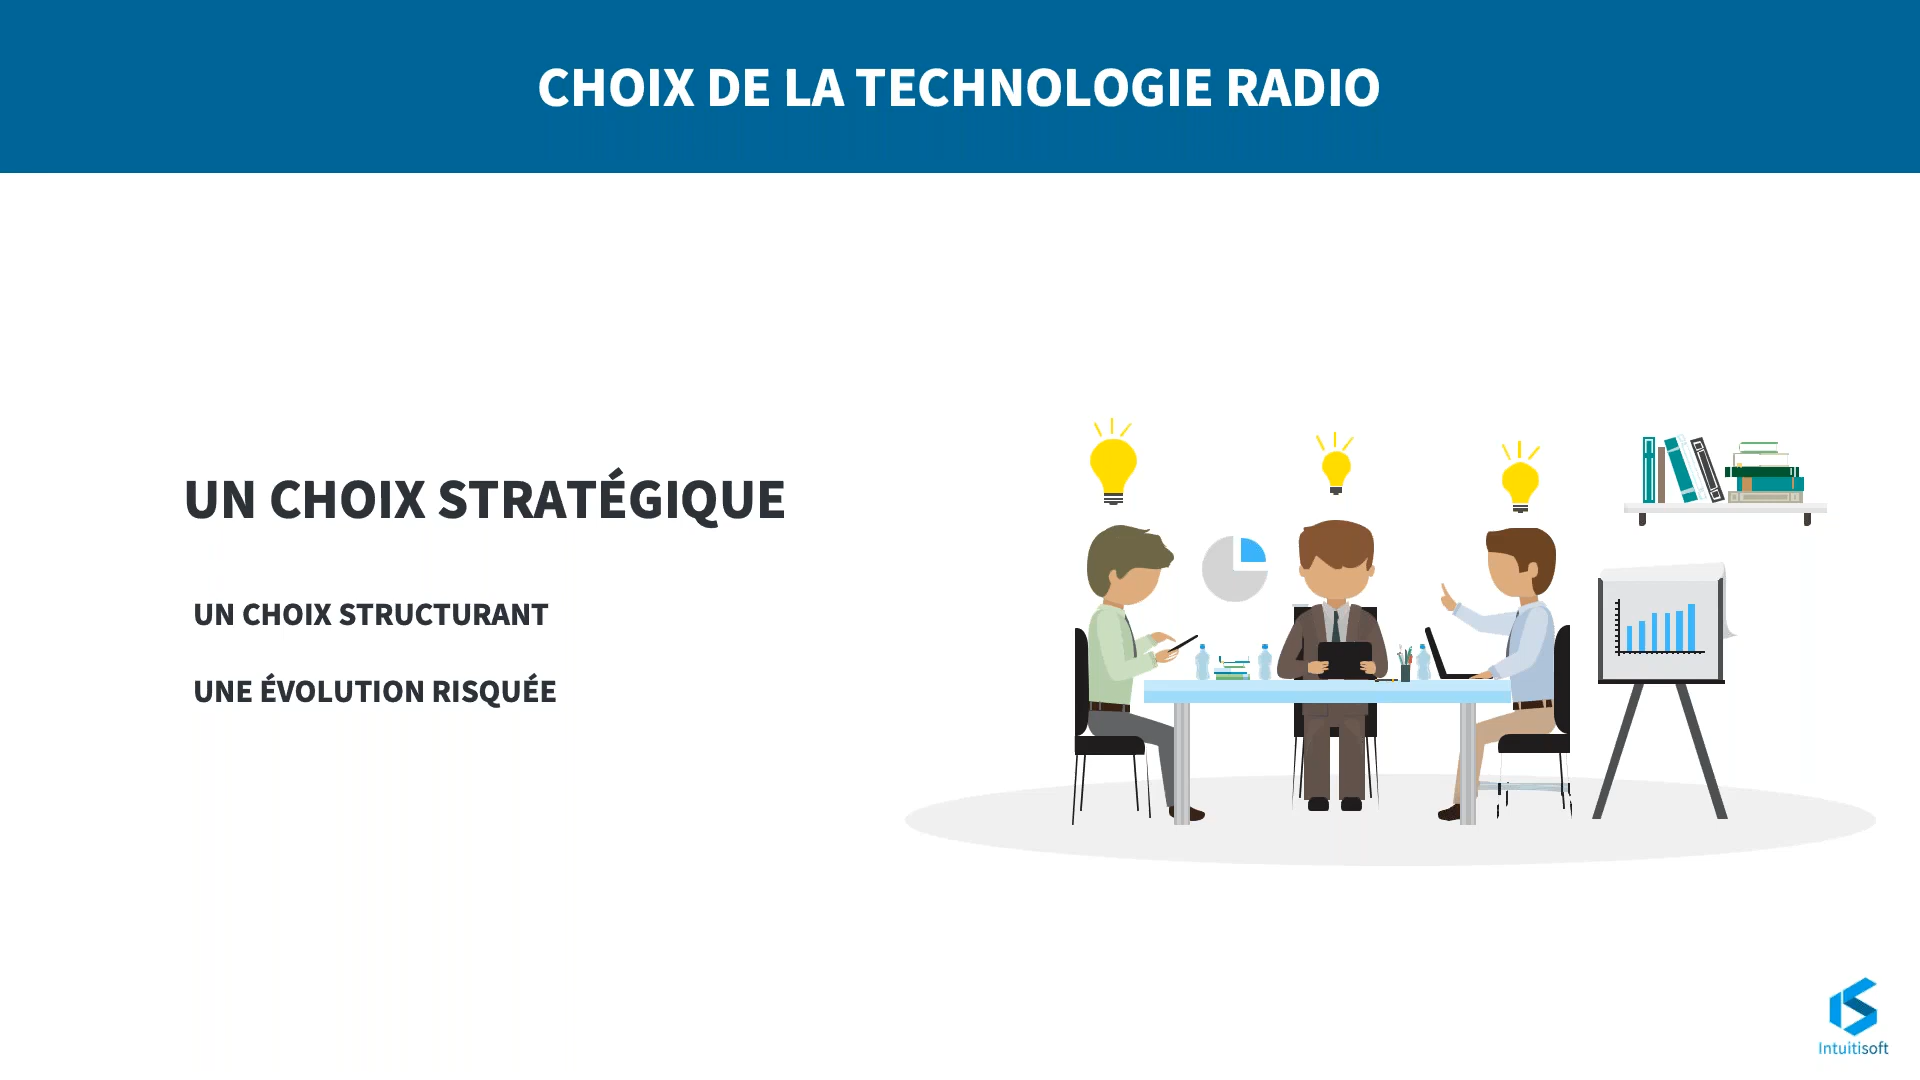 CHOIX DE LA TECHNOLOGIE RADIO
UN CHOIX STRATÉGIQUE
UN CHOIX STRUCTURANT
UNE ÉVOLUTION RISQUÉE
Intuitisoft